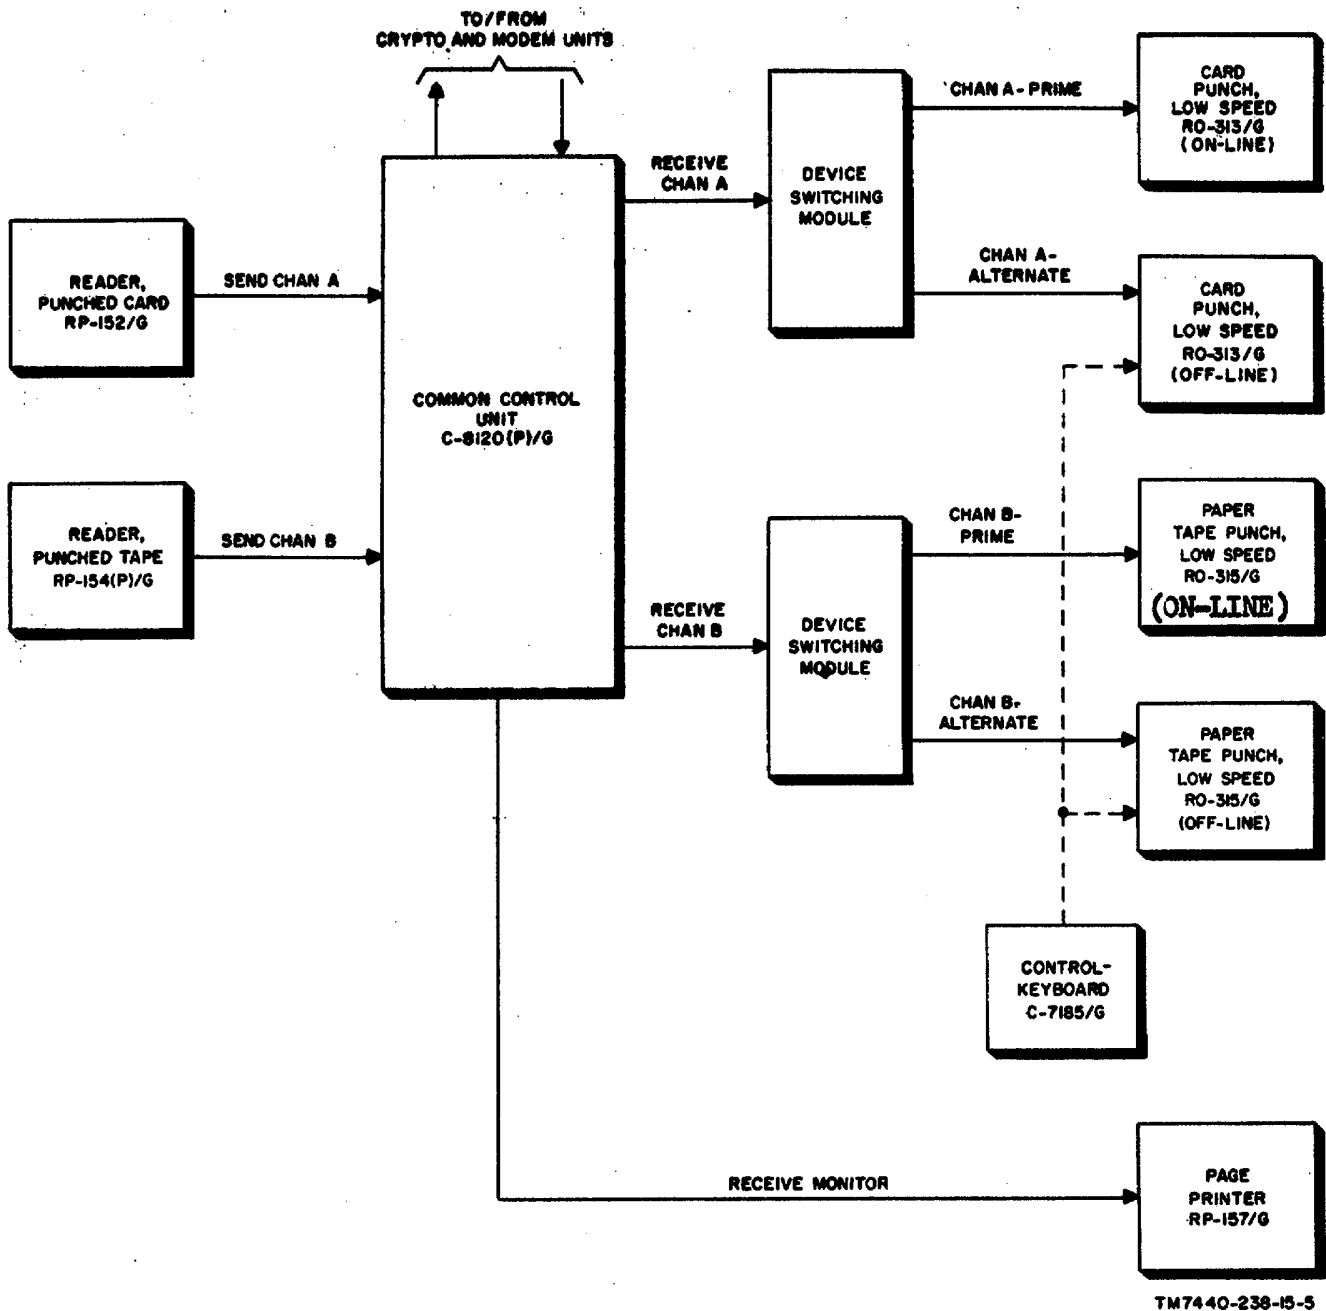 TO/FROM
CRYPTO AND MODEM UNITS
CHAN A-PRIME
CARD
PUNCH,
LOW SPEED
RO-313/G
(ON-LINE)
RECEIVE
CHAN A
DEVICE
SWITCHING
MODULE
READER,
PUNCHED CARD
RP-152/G
SEND CHAN A
CHAN A-
ALTERNATE
CARD
PUNCH,
LOW SPEED
RO-313/G
(OFF-LINE)
COMMON CONTROL
UNIT
C-8120(P)/G
READER,
PUNCHED TAPE
RP-154(P)/G
SEND CHAN B
CHAN B-
PRIME
PAPER
TAPE PUNCH,
LOW SPEED
RO-315/G
(ON-LINE)
RECEIVE
CHAN B
DEVICE
SWITCHING
MODULE
CHAN B-
ALTERNATE
PAPER
TAPE PUNCH,
LOW SPEED
RO-315/G
(OFF-LINE)
CONTROL-
KEYBOARD
C-7185/G
RECEIVE MONITOR
PAGE
PRINTER
RP-157/G
TM7440-238-15-5